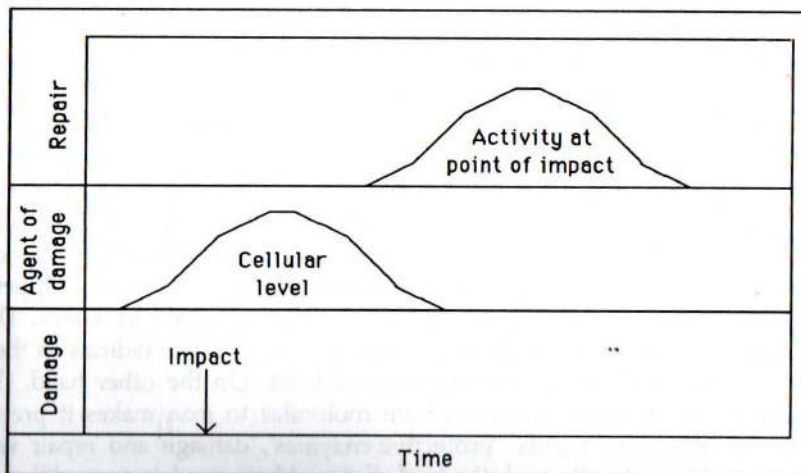 Repair
Activity at
point of impact
Agent of
damage
Cellular
level
Damage
Impact
Time